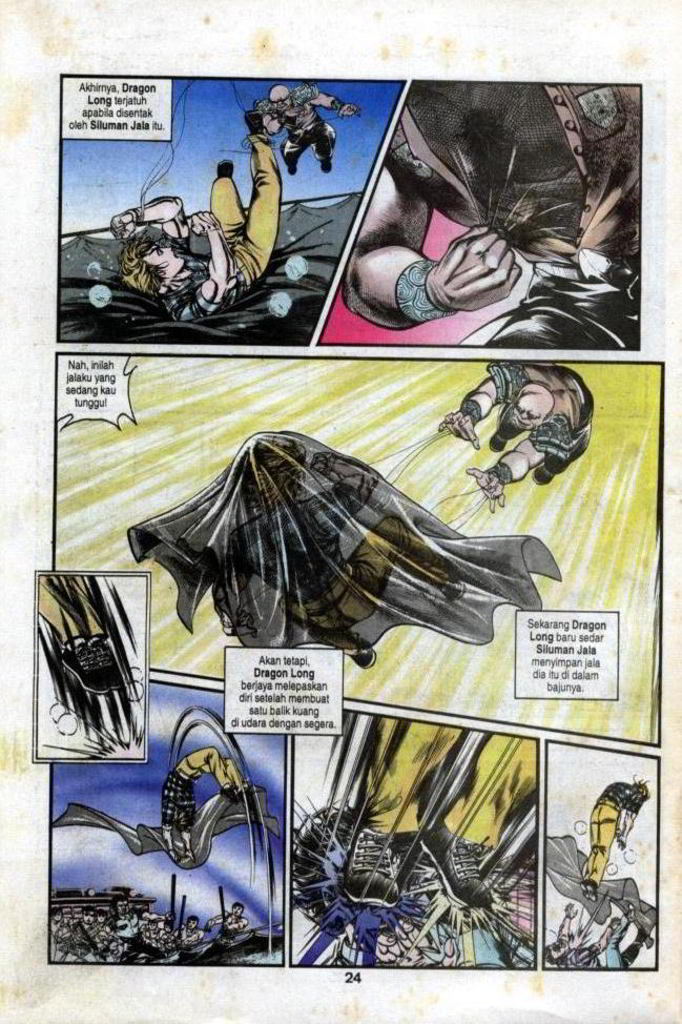 Akhirnya, Dragon
Long terjatuh
apabila disentak
oleh Siluman Jala itu.
Nah, inilah
jalaku yang
sedang kau
tunggu!
Sekarang Dragon
Long baru sedar
Siluman Jala
menyimpan jala
dia itu di dalam
bajunya.
Akan tetapi,
Dragon Long
berjaya melepaskan
diri setelah membuat
satu balik kuang
di udara dengan segera.
24